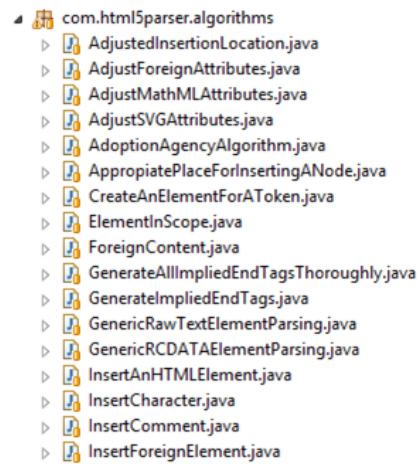 com.html5parser.algorithms
AdjustedInsertionLocation.java
AdjustForeignAttributes.java
AdjustMathMLAttributes.java
AdjustSVGAttributes.java
AdoptionAgencyAlgorithm.java
AppropiatePlaceForInsertingANode.java
CreateAnElementForAToken.java
ElementInScope.java
ForeignContent.java
GenerateAllImpliedEndTagsThoroughly.java
GenerateImpliedEndTags.java
GenericRawTextElementParsing.java
GenericRCDATAElementParsing.java
InsertAnHTMLElement.java
InsertCharacter.java
InsertComment.java
InsertForeignElement.java